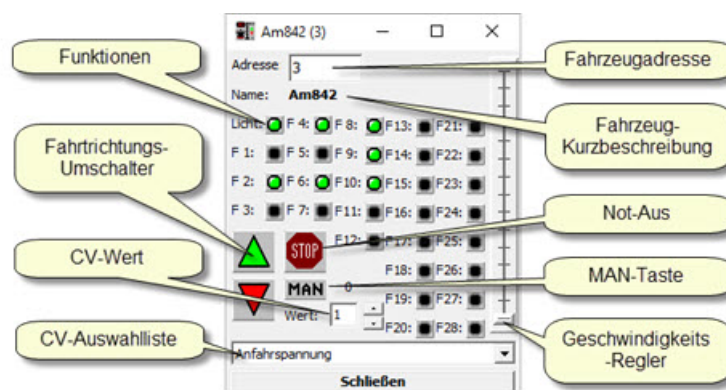 Am842 (3)
Funktionen
Adresse 3
Fahrzeugadresse
Name: Am842
Licht: F 4: F 8: F13: F21:
Fahrzeug-
Kurzbeschreibung
Fahrtrichtungs-
Umschalter
F 1: F 5: F 9: F14: F22:
F 2: F 6: F10: F15: F23:
F 3: F 7: F11: F16: F24:
Not-Aus
STOP
F12: F17: F25:
CV-Wert
F18: F26:
MAN-Taste
MAN 0
F19: F27:
Wert: 1
F20: F28:
Geschwindigkeits
-Regler
CV-Auswahlliste
Anfahrspannung
Schließen